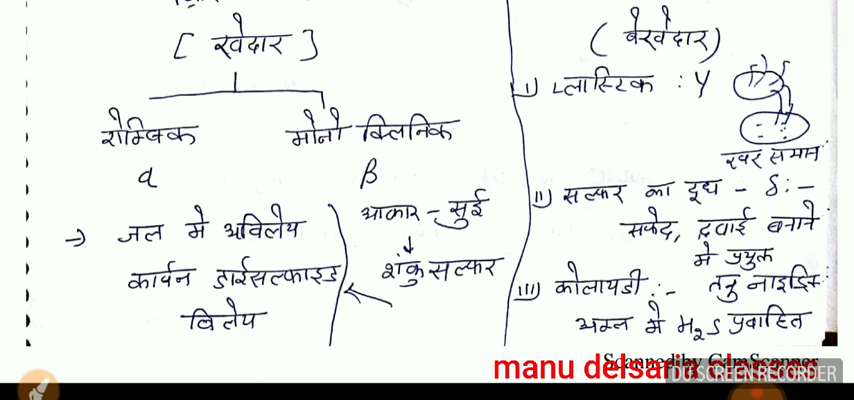 [ रवेदार ]
रोम्बिक मोनो क्लिनिक
α β
→ जल में अविलेय
कार्बन डाईसल्फाइड
विलेय
आकार - सुई
↓
शंकु सल्फर
( बेरवेदार )
I) प्लास्टिक : γ
रबर समान
II) सल्फर का दूध - δ :-
सफेद, दवाई बनाने
में प्रयुक्त
III) कोलायडी :- तनु नाइट्रिक
अम्ल में H₂S प्रवाहित
Scanned by CamScanner
manu delsaria
DU SCREEN RECORDER